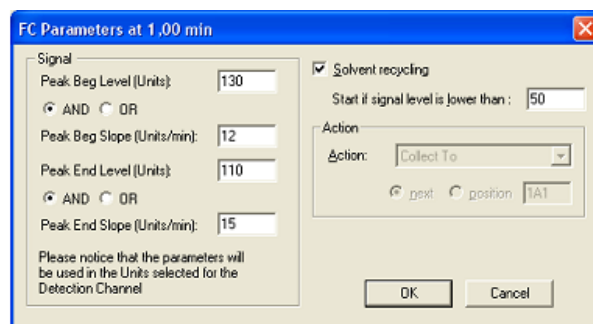 FC Parameters at 1,00 min
Signal
Peak Beg Level (Units): 130
AND OR
Peak Beg Slope (Units/min): 12
Peak End Level (Units): 110
AND OR
Peak End Slope (Units/min): 15
Please notice that the parameters will
be used in the Units selected for the
Detection Channel
Solvent recycling
Start if signal level is lower than : 50
Action
Action: Collect To
next position 1A1
OK Cancel